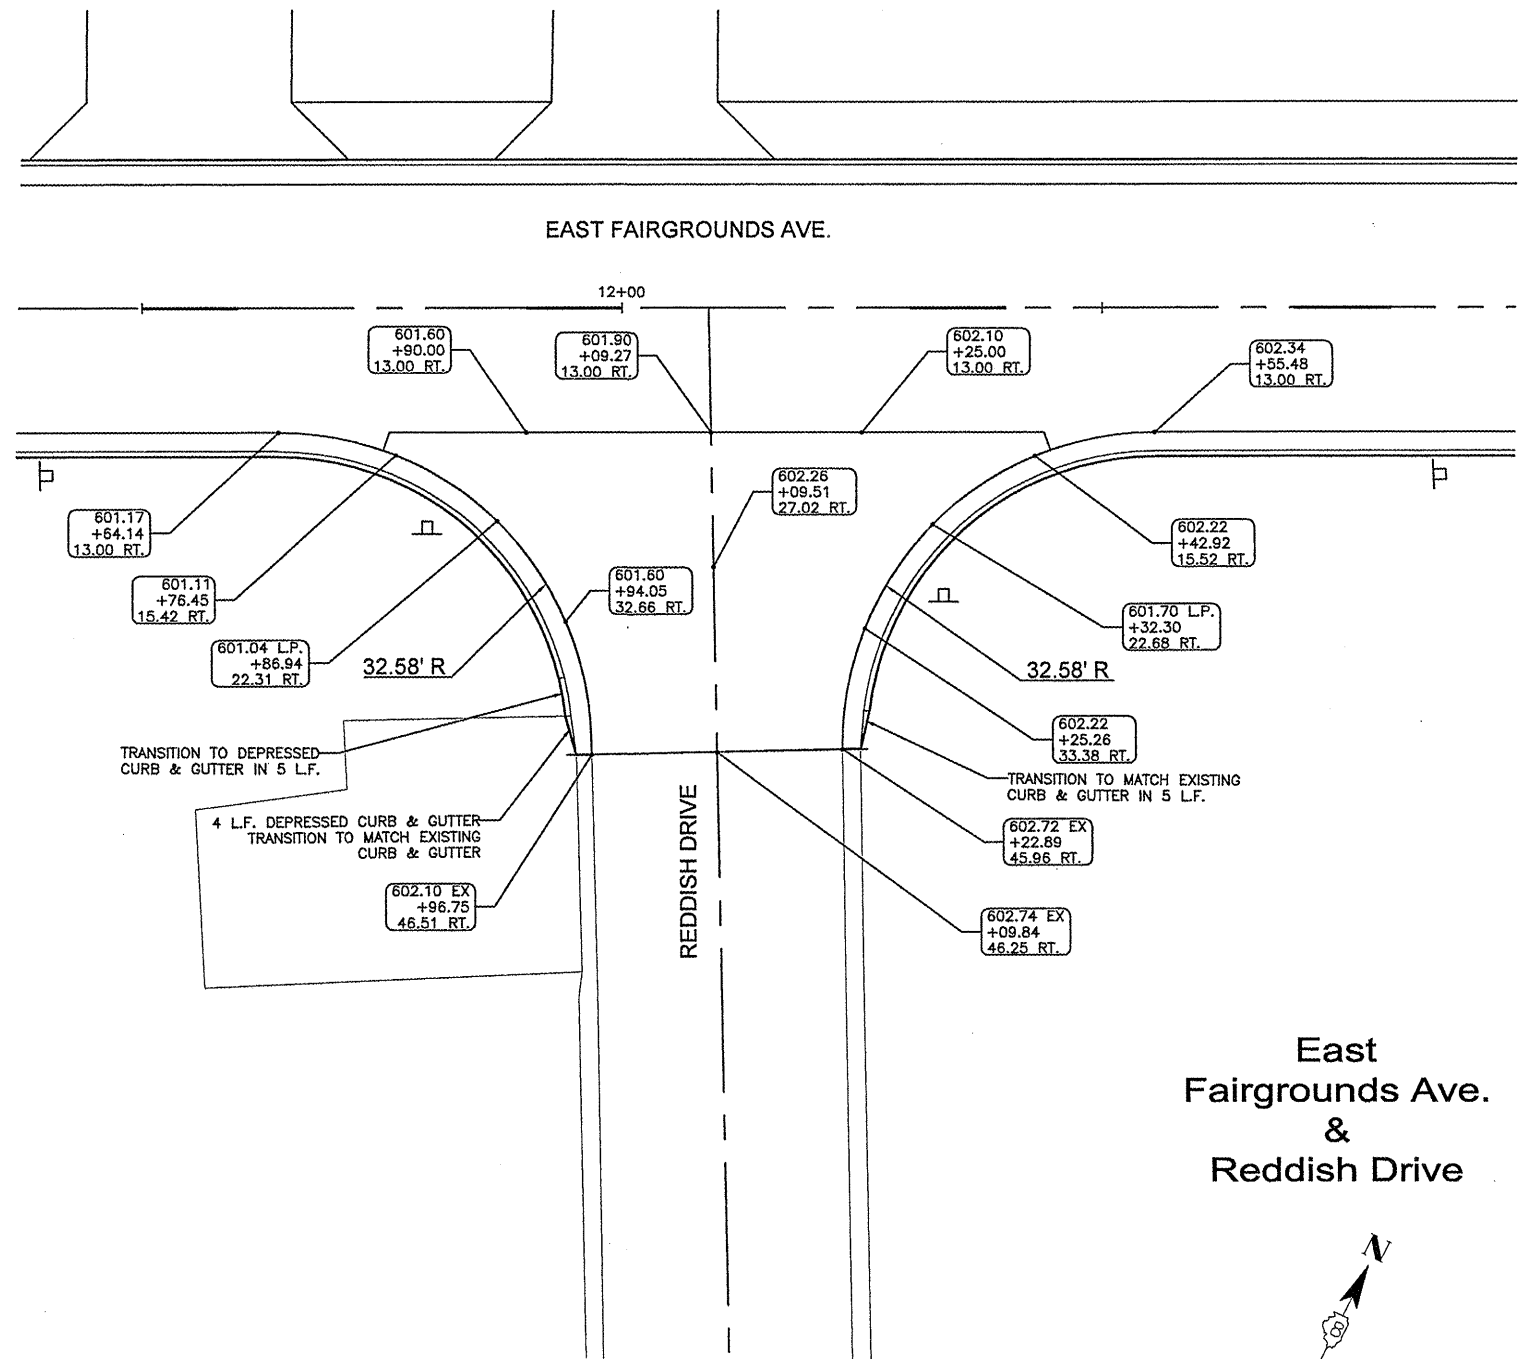 EAST FAIRGROUNDS AVE.
12+00
601.60
+90.00
13.00 RT.
601.90
+09.27
13.00 RT.
602.10
+25.00
13.00 RT.
602.34
+55.48
13.00 RT.
602.26
+09.51
27.02 RT.
601.17
+64.14
13.00 RT.
602.22
+42.92
15.52 RT.
601.11
+76.45
15.42 RT.
601.60
+94.05
32.66 RT.
601.70 L.P.
+32.30
22.68 RT.
601.04 L.P.
+86.94
22.31 RT.
32.58' R
32.58' R
602.22
+25.26
33.38 RT.
TRANSITION TO DEPRESSED
CURB & GUTTER IN 5 L.F.
TRANSITION TO MATCH EXISTING
CURB & GUTTER IN 5 L.F.
4 L.F. DEPRESSED CURB & GUTTER
TRANSITION TO MATCH EXISTING
CURB & GUTTER
602.72 EX
+22.89
45.96 RT.
REDDISH DRIVE
602.10 EX
+96.75
46.51 RT.
602.74 EX
+09.84
46.25 RT.
East
Fairgrounds Ave.
&
Reddish Drive
N